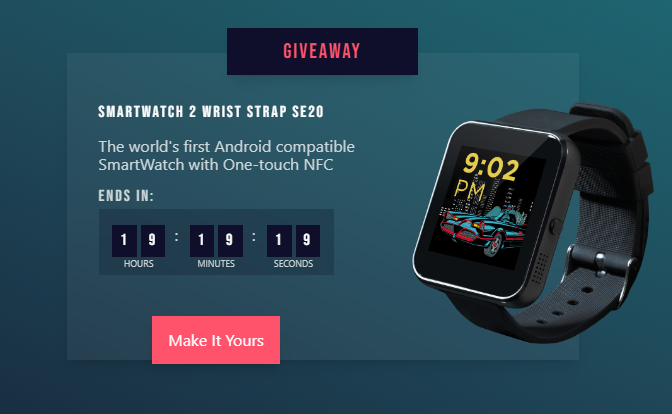 GIVEAWAY
SMARTWATCH 2 WRIST STRAP SE20
The world's first Android compatible
SmartWatch with One-touch NFC
ENDS IN:
1 9 : 1 9 : 1 9
HOURS MINUTES SECONDS
Make It Yours
9:02
PM